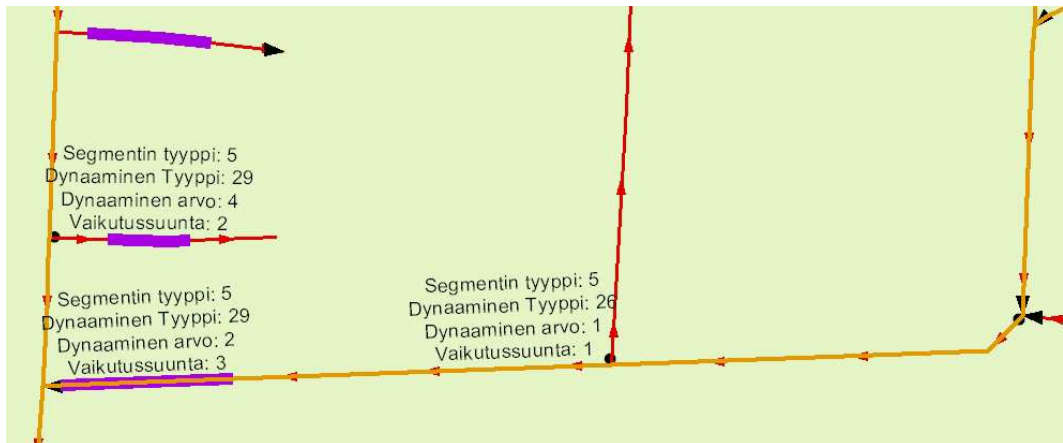 Segmentin tyyppi: 5
Dynaaminen Tyyppi: 29
Dynaaminen arvo: 4
Vaikutussuunta: 2
Segmentin tyyppi: 5
Dynaaminen Tyyppi: 29
Dynaaminen arvo: 2
Vaikutussuunta: 3
Segmentin tyyppi: 5
Dynaaminen Tyyppi: 26
Dynaaminen arvo: 1
Vaikutussuunta: 1